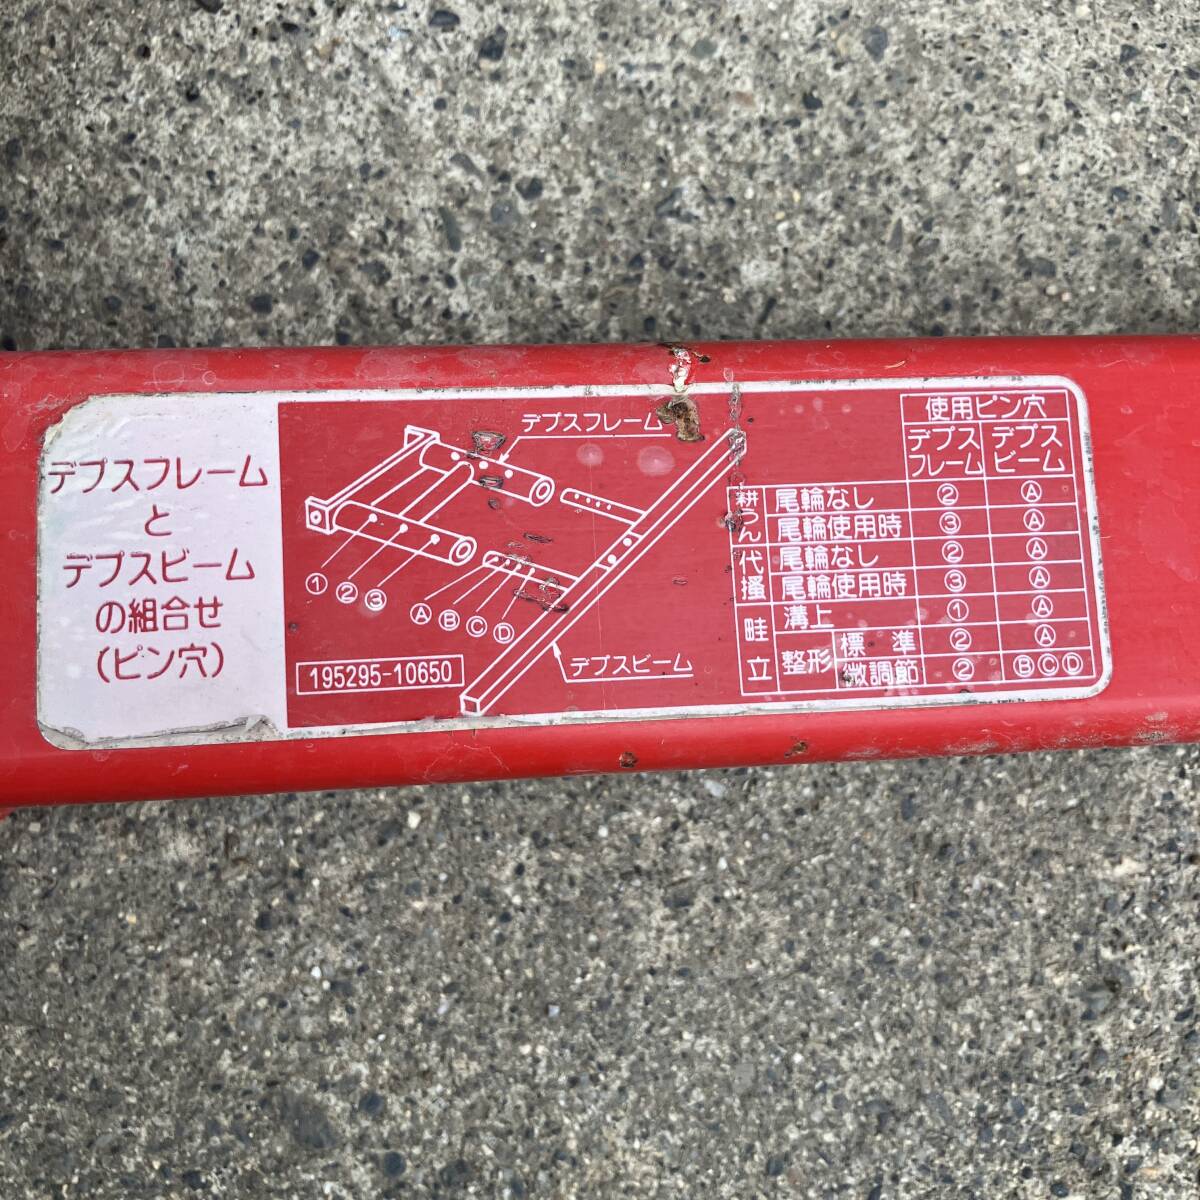 デプスフレーム
と
デプスビーム
の組合せ
(ピン穴)
デプスフレーム
① ② ③
Ⓐ Ⓑ Ⓒ Ⓓ
デプスビーム
195295-10650
使用ピン穴
デプスフレーム デプスビーム
耕うん 尾輪なし ② Ⓐ
尾輪使用時 ③ Ⓐ
代掻 尾輪なし ② Ⓐ
尾輪使用時 ③ Ⓐ
畦立 溝上 ① Ⓐ
整形 標準 ② Ⓐ
微調節 ② ⒷⒸⒹ